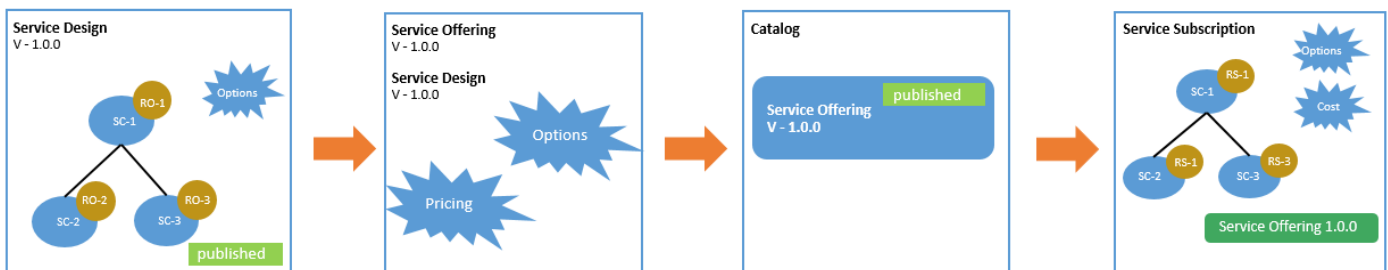 Service Design
V - 1.0.0
Options
RO-1
SC-1
RO-2
SC-2
RO-3
SC-3
published
Service Offering
V - 1.0.0
Service Design
V - 1.0.0
Options
Pricing
Catalog
published
Service Offering
V - 1.0.0
Service Subscription
Options
RS-1
SC-1
Cost
RS-1
SC-2
RS-3
SC-3
Service Offering 1.0.0